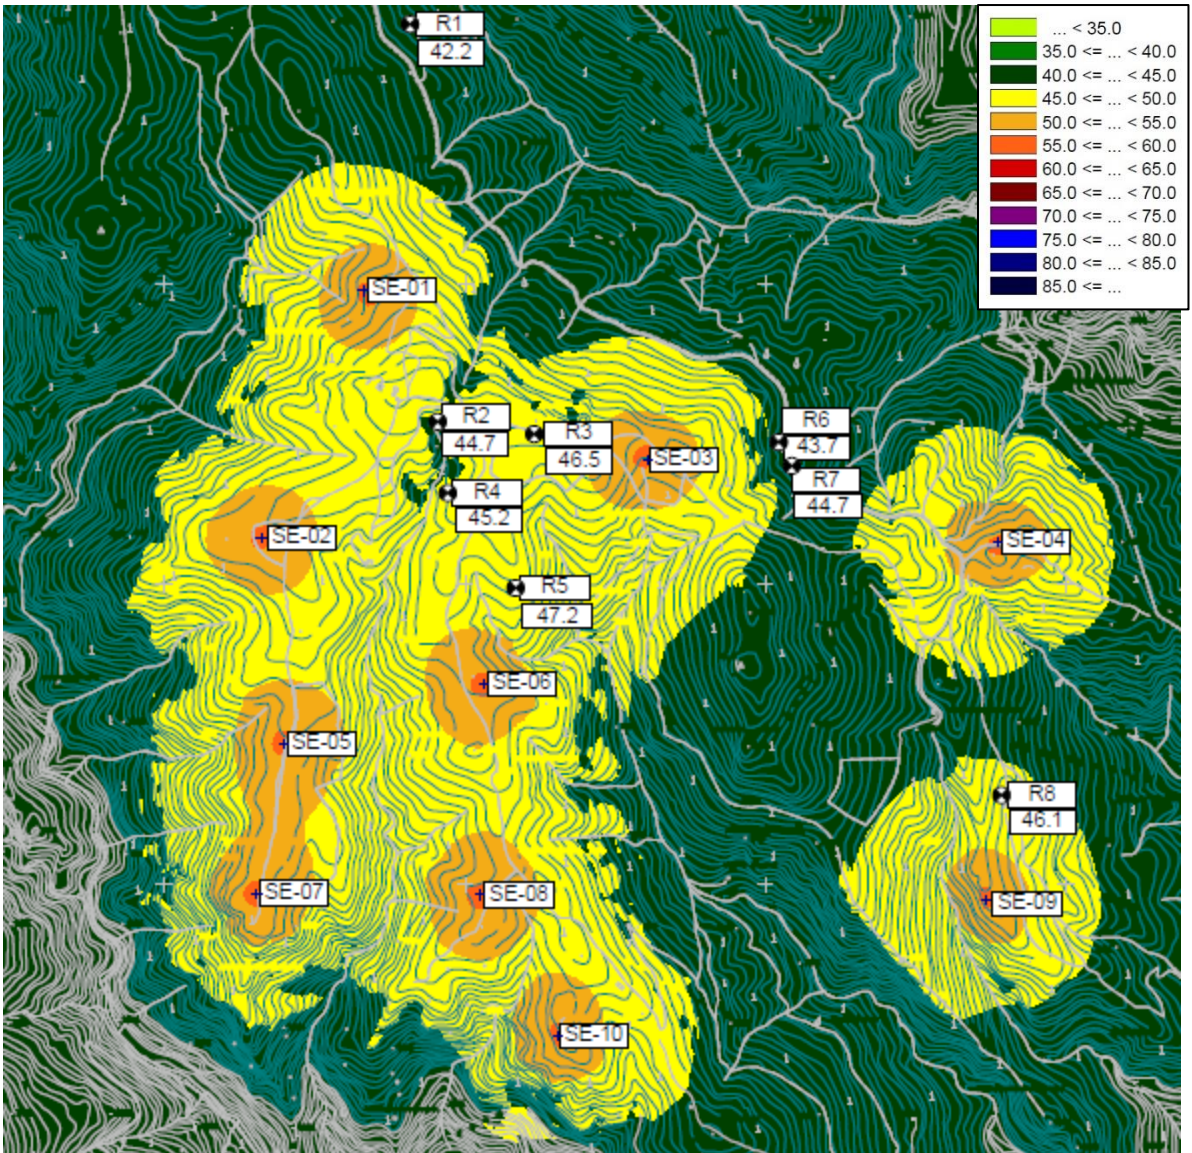 R1
42.2
... < 35.0
35.0 <= ... < 40.0
40.0 <= ... < 45.0
45.0 <= ... < 50.0
50.0 <= ... < 55.0
55.0 <= ... < 60.0
60.0 <= ... < 65.0
65.0 <= ... < 70.0
70.0 <= ... < 75.0
75.0 <= ... < 80.0
80.0 <= ... < 85.0
85.0 <= ...
SE-01
R2
44.7
R3
46.5
SE-03
R6
43.7
R7
44.7
R4
45.2
SE-02
SE-04
R5
47.2
SE-06
SE-05
R8
46.1
SE-07
SE-08
SE-09
SE-10